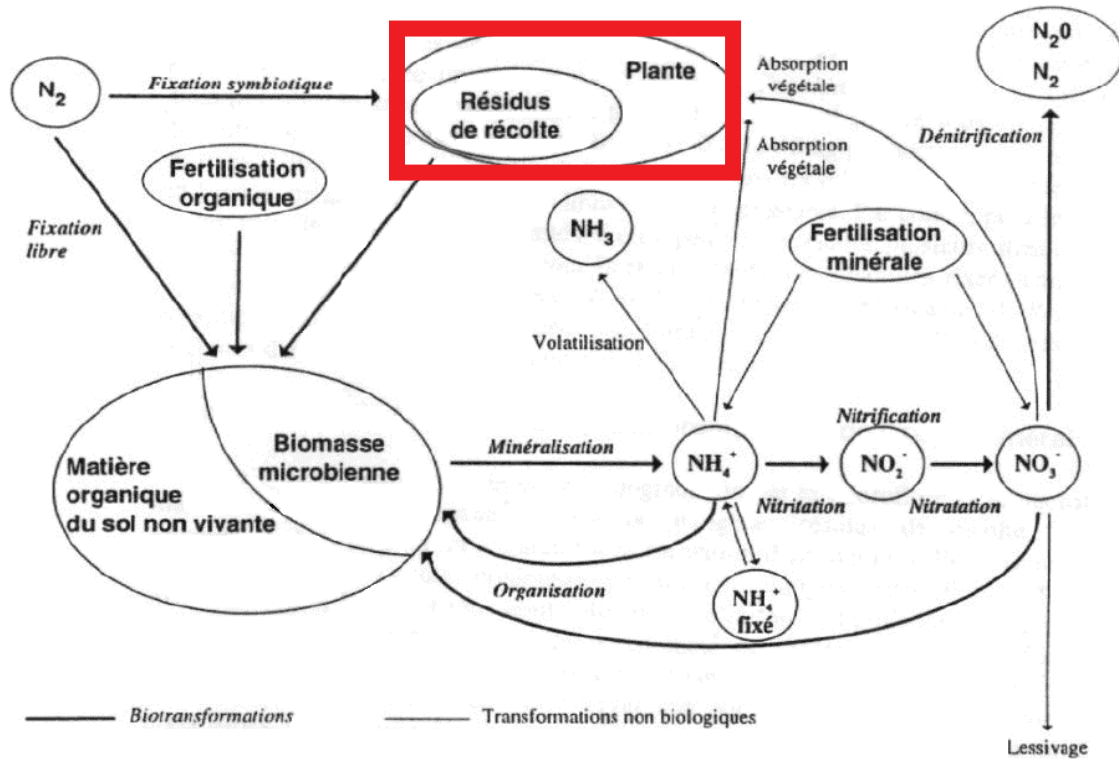 N₂0
N₂
N₂
Fixation symbiotique
Plante
Résidus
de récolte
Absorption
végétale
Absorption
végétale
Dénitrification
Fertilisation
organique
Fixation
libre
NH₃
Fertilisation
minérale
Volatilisation
Matière
organique
du sol non vivante
Biomasse
microbienne
Minéralisation
NH₄⁺
Nitrification
NO₂⁻
NO₃⁻
Nitritation
Nitratation
Organisation
NH₄⁺
fixé
Biotransformations
Transformations non biologiques
Lessivage